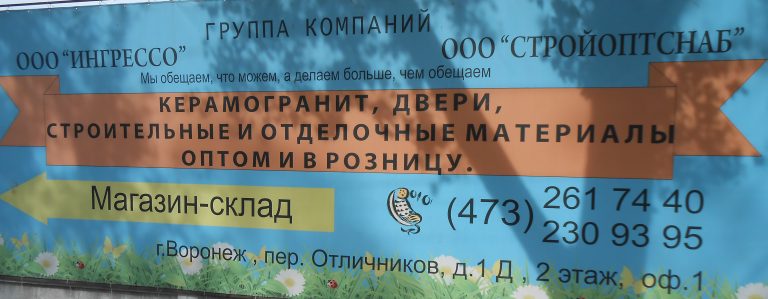 ГРУППА КОМПАНИЙ
ООО "ИНГРЕССО" ООО "СТРОЙОПТСНАБ"
Мы обещаем, что можем, а делаем больше, чем обещаем
КЕРАМОГРАНИТ, ДВЕРИ,
СТРОИТЕЛЬНЫЕ И ОТДЕЛОЧНЫЕ МАТЕРИАЛЫ
ОПТОМ И В РОЗНИЦУ.
Магазин-склад
(473) 261 74 40
230 93 95
г.Воронеж , пер. Отличников, д.1 Д , 2 этаж, оф.1